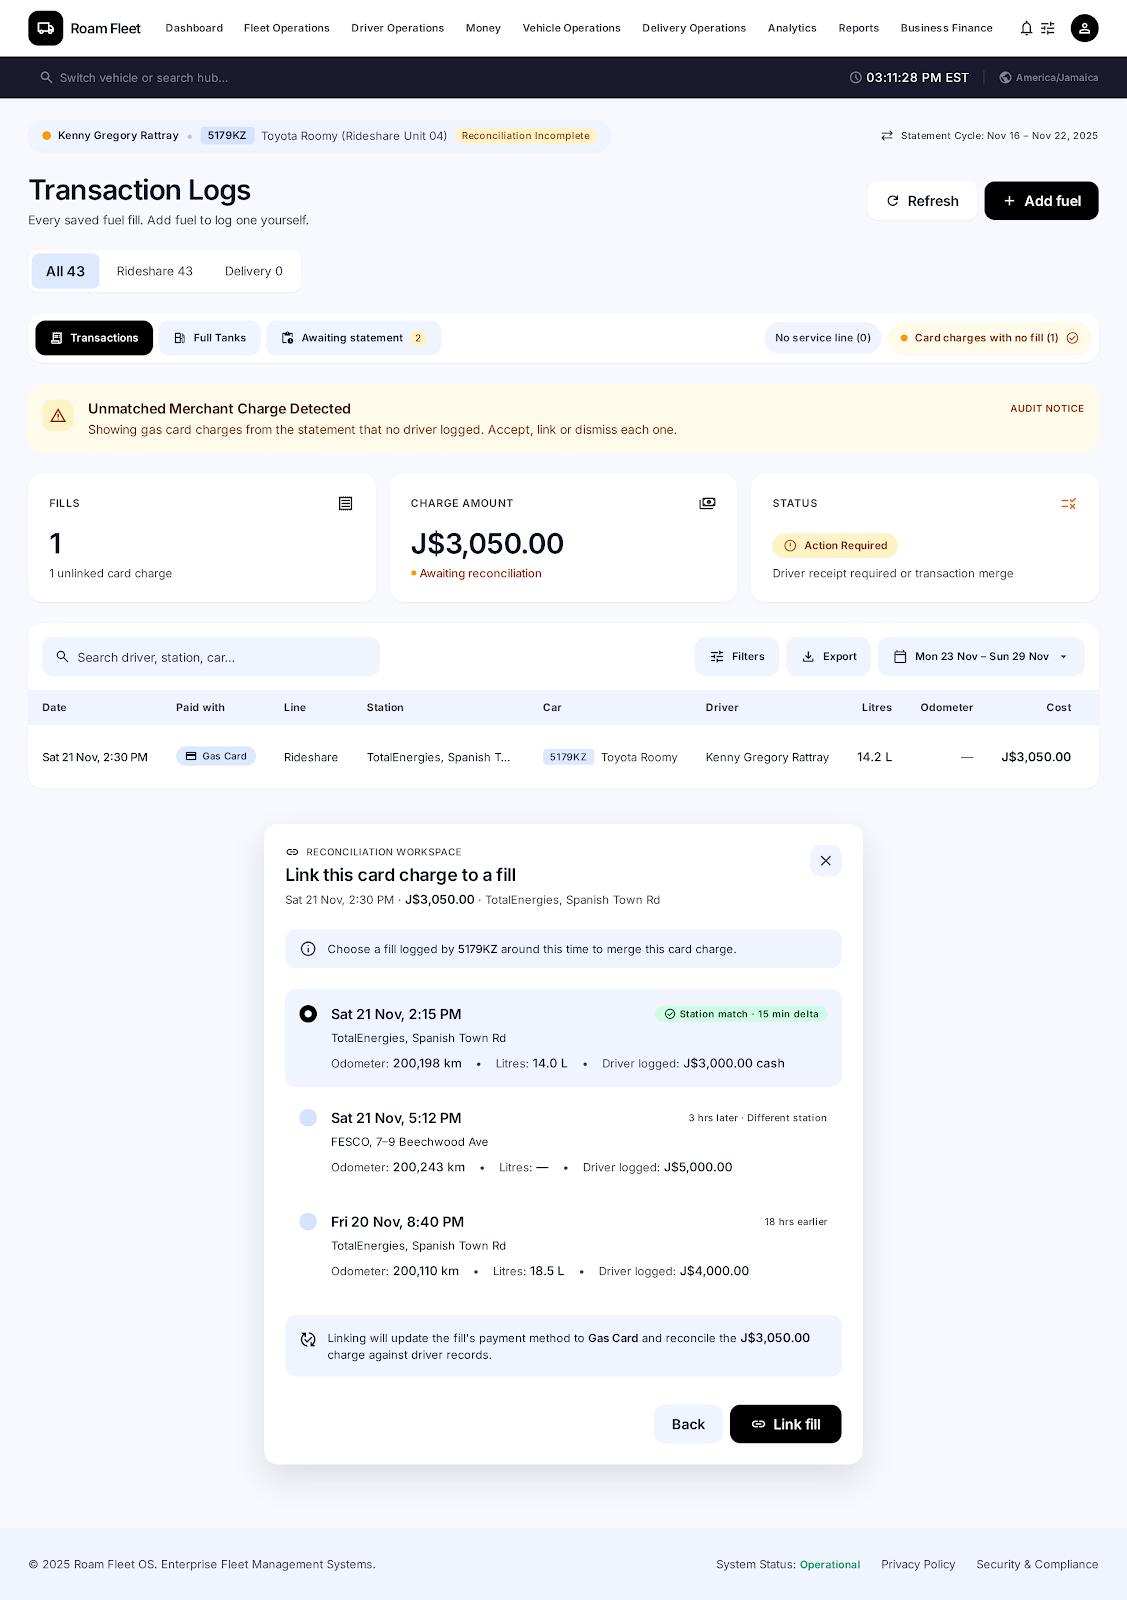 Roam Fleet Dashboard Fleet Operations Driver Operations Money Vehicle Operations Delivery Operations Analytics Reports Business Finance
Switch vehicle or search hub... 03:11:28 PM EST America/Jamaica
Kenny Gregory Rattray • 5179KZ Toyota Roomy (Rideshare Unit 04) Reconciliation Incomplete Statement Cycle: Nov 16 – Nov 22, 2025
Transaction Logs
Every saved fuel fill. Add fuel to log one yourself.
Refresh + Add fuel
All 43 Rideshare 43 Delivery 0
Transactions Full Tanks Awaiting statement 2 No service line (0) Card charges with no fill (1)
Unmatched Merchant Charge Detected AUDIT NOTICE
Showing gas card charges from the statement that no driver logged. Accept, link or dismiss each one.
FILLS
1
1 unlinked card charge
CHARGE AMOUNT
J$3,050.00
Awaiting reconciliation
STATUS
Action Required
Driver receipt required or transaction merge
Search driver, station, car... Filters Export Mon 23 Nov – Sun 29 Nov
Date Paid with Line Station Car Driver Litres Odometer Cost
Sat 21 Nov, 2:30 PM Gas Card Rideshare TotalEnergies, Spanish T... 5179KZ Toyota Roomy Kenny Gregory Rattray 14.2 L — J$3,050.00
RECONCILIATION WORKSPACE
Link this card charge to a fill
Sat 21 Nov, 2:30 PM · J$3,050.00 · TotalEnergies, Spanish Town Rd
Choose a fill logged by 5179KZ around this time to merge this card charge.
Sat 21 Nov, 2:15 PM Station match · 15 min delta
TotalEnergies, Spanish Town Rd
Odometer: 200,198 km • Litres: 14.0 L • Driver logged: J$3,000.00 cash
Sat 21 Nov, 5:12 PM 3 hrs later · Different station
FESCO, 7–9 Beechwood Ave
Odometer: 200,243 km • Litres: — • Driver logged: J$5,000.00
Fri 20 Nov, 8:40 PM 18 hrs earlier
TotalEnergies, Spanish Town Rd
Odometer: 200,110 km • Litres: 18.5 L • Driver logged: J$4,000.00
Linking will update the fill's payment method to Gas Card and reconcile the J$3,050.00
charge against driver records.
Back Link fill
© 2025 Roam Fleet OS. Enterprise Fleet Management Systems. System Status: Operational Privacy Policy Security & Compliance